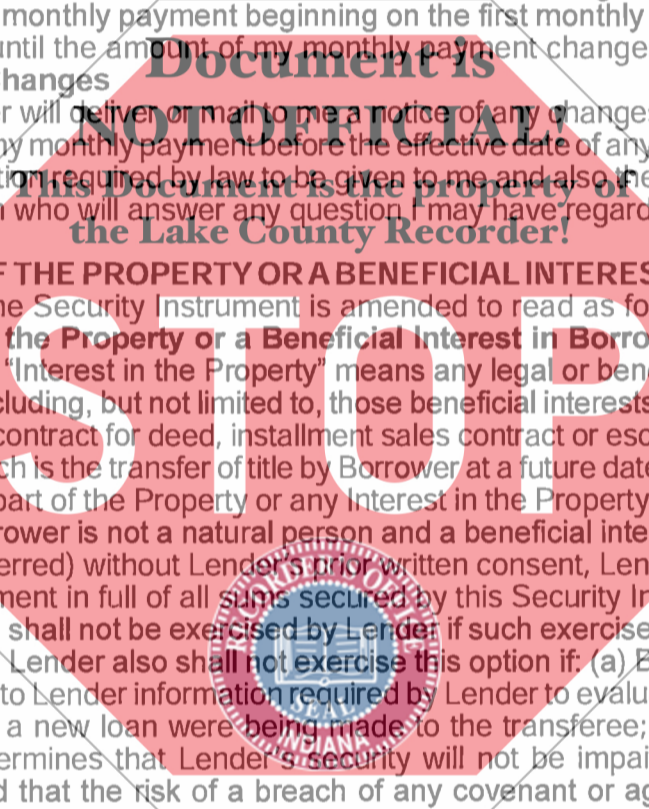 monthly payment beginning on the first monthly
until the amount of my monthly payment change
hanges
r will deliver or mail to me a notice of any change
y monthly payment before the effective date of any
tion required by law to be given to me and also the
who will answer any question I may have regard
Document is
NOT OFFICIAL!
This Document is the property of
the Lake County Recorder!
F THE PROPERTY OR A BENEFICIAL INTERES
he Security Instrument is amended to read as fo
the Property or a Beneficial Interest in Borro
“Interest in the Property” means any legal or bene
cluding, but not limited to, those beneficial interests
contract for deed, installment sales contract or esc
ch is the transfer of title by Borrower at a future date
part of the Property or any Interest in the Property
rower is not a natural person and a beneficial inte
erred) without Lender's prior written consent, Len
ment in full of all sums secured by this Security In
shall not be exercised by Lender if such exercise
Lender also shall not exercise this option if: (a) B
to Lender information required by Lender to evalu
a new loan were being made to the transferee;
ermines that Lender's security will not be impai
d that the risk of a breach of any covenant or ag
STOP
RECORDER'S OFFICE
SEAL
INDIANA